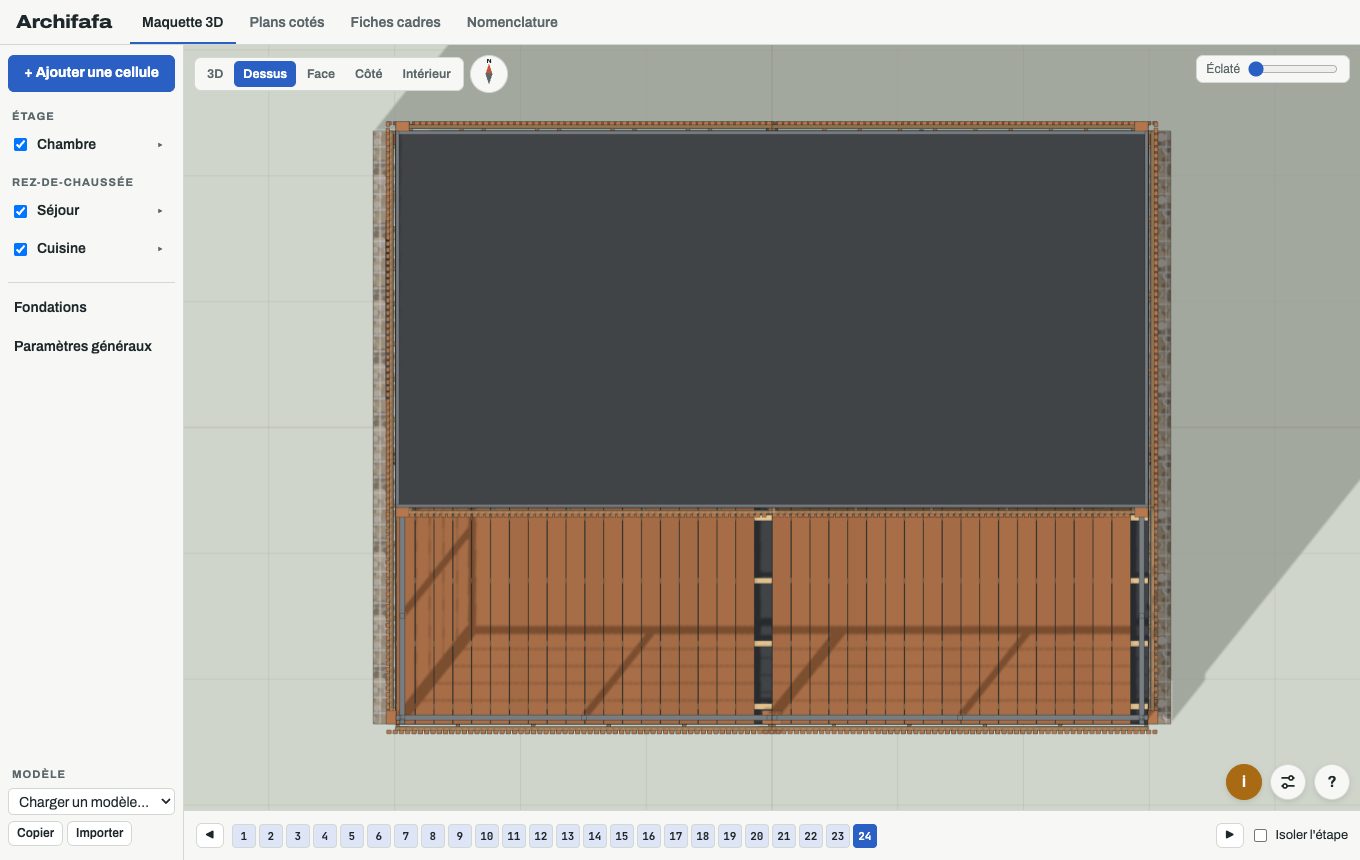 Archifafa
Maquette 3D
Plans cotés
Fiches cadres
Nomenclature
+ Ajouter une cellule
ÉTAGE
Chambre
REZ-DE-CHAUSSÉE
Séjour
Cuisine
Fondations
Paramètres généraux
MODÈLE
Charger un modèle...
Copier
Importer
3D
Dessus
Face
Côté
Intérieur
N
Éclaté
i
?
1 2 3 4 5 6 7 8 9 10 11 12 13 14 15 16 17 18 19 20 21 22 23 24
Isoler l'étape